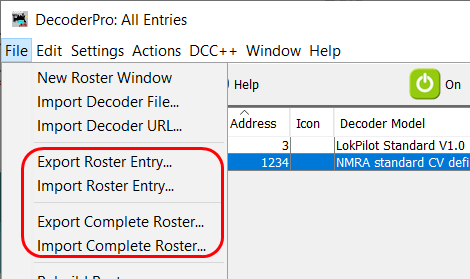 DecoderPro: All Entries
File Edit Settings Actions DCC++ Window Help
New Roster Window
Import Decoder File...
Import Decoder URL...
Export Roster Entry...
Import Roster Entry...
Export Complete Roster...
Import Complete Roster...
Help On
Address Icon Decoder Model
3 LokPilot Standard V1.0
1234 NMRA standard CV defi